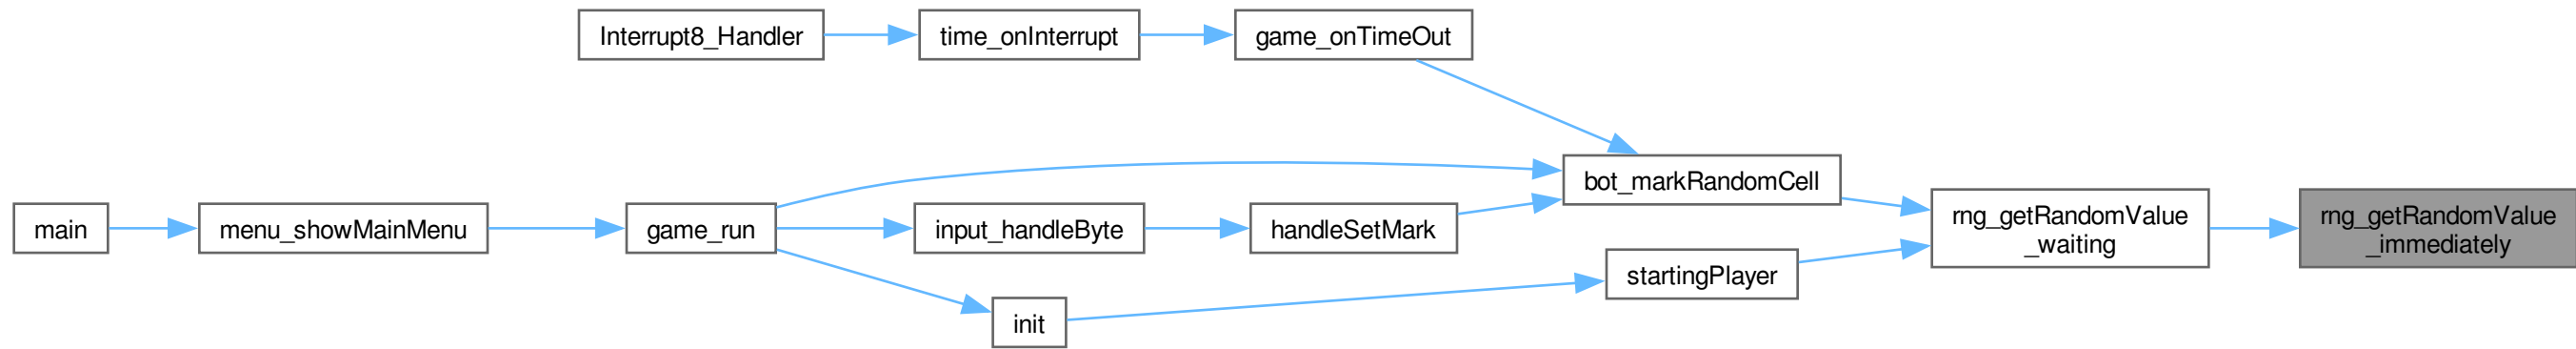 Interrupt8_Handler
time_onInterrupt
game_onTimeOut
main
menu_showMainMenu
game_run
input_handleByte
handleSetMark
init
startingPlayer
bot_markRandomCell
rng_getRandomValue
_waiting
rng_getRandomValue
_immediately